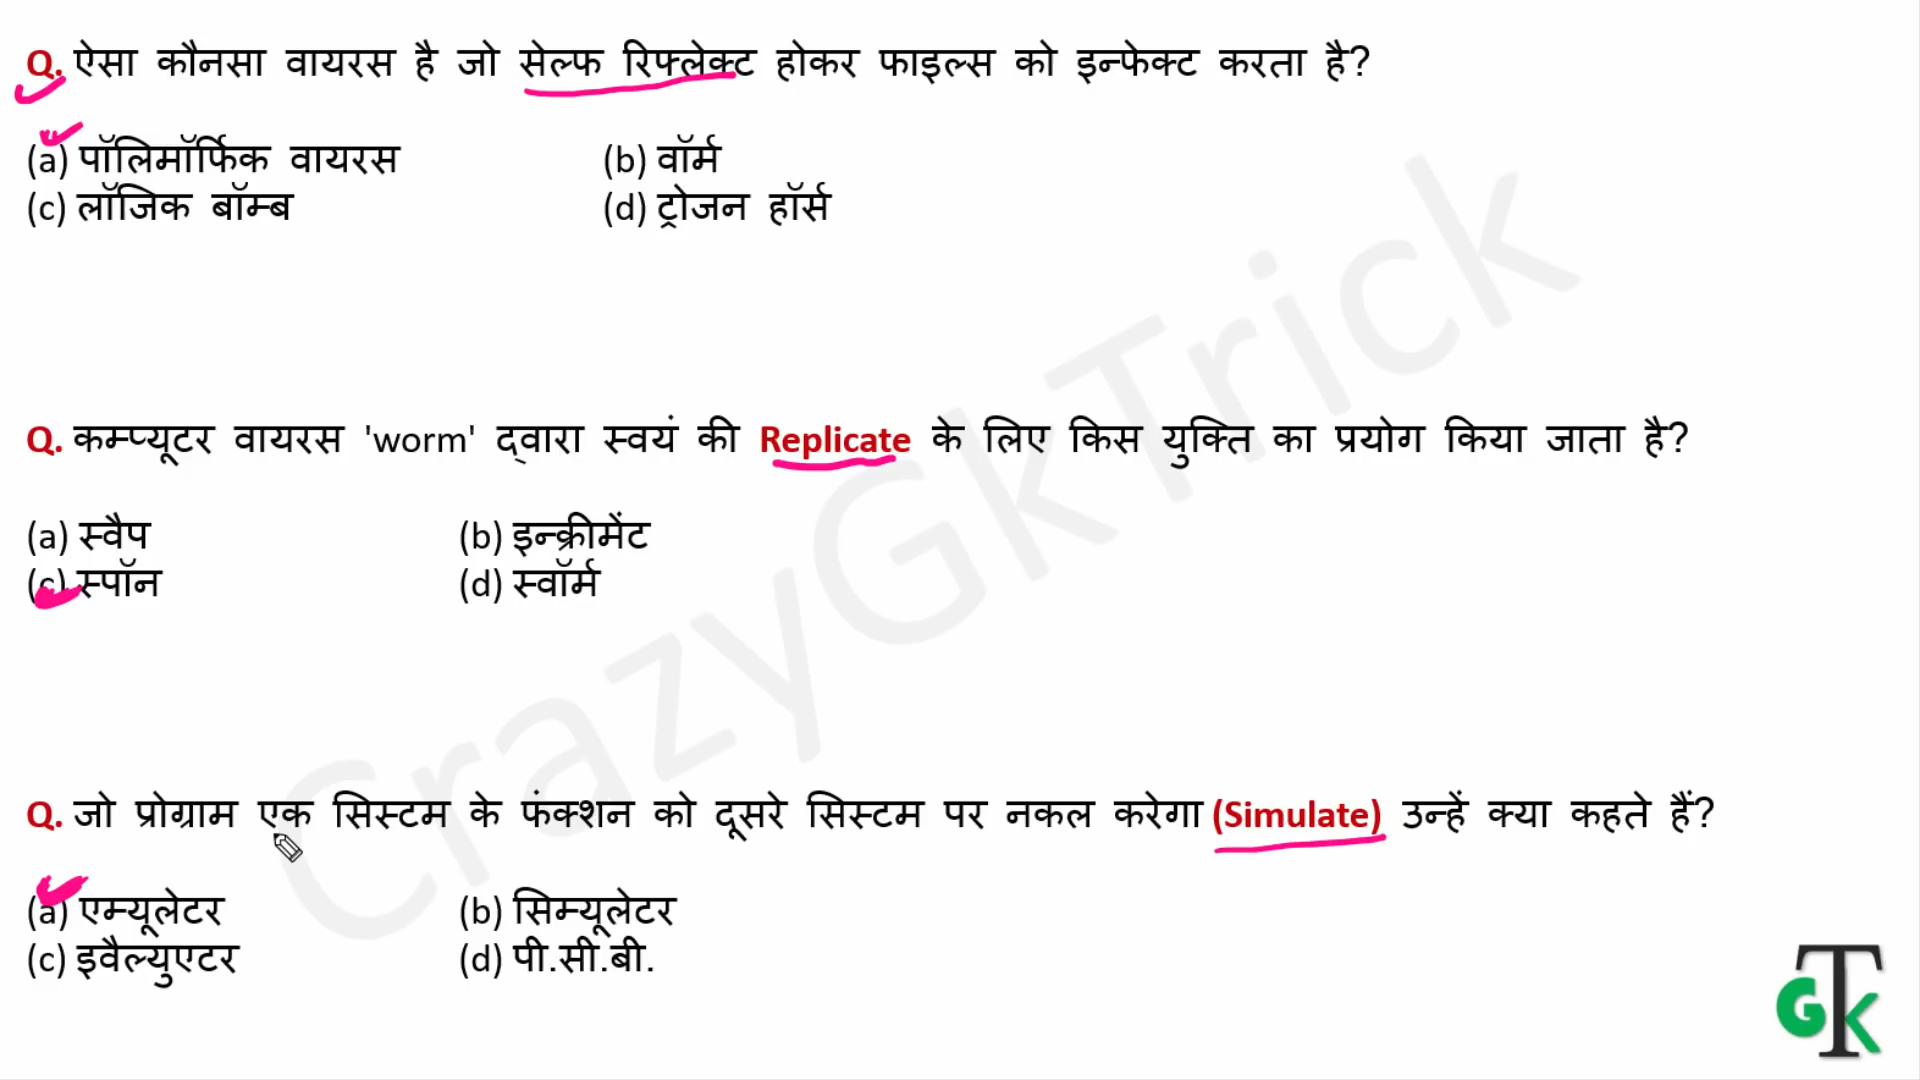 Q. ऐसा कौनसा वायरस है जो सेल्फ रिफ्लेक्ट होकर फाइल्स को इन्फेक्ट करता है?
(a) पॉलिमॉर्फिक वायरस (b) वॉर्म
(c) लॉजिक बॉम्ब (d) ट्रोजन हॉर्स
Q. कम्प्यूटर वायरस 'worm' द्वारा स्वयं की Replicate के लिए किस युक्ति का प्रयोग किया जाता है?
(a) स्वैप (b) इन्क्रीमेंट
(c) स्पॉन (d) स्वॉर्म
Q. जो प्रोग्राम एक सिस्टम के फंक्शन को दूसरे सिस्टम पर नकल करेगा (Simulate) उन्हें क्या कहते हैं?
(a) एम्यूलेटर (b) सिम्यूलेटर
(c) इवैल्युएटर (d) पी.सी.बी.
CrazyGkTrick
GTK